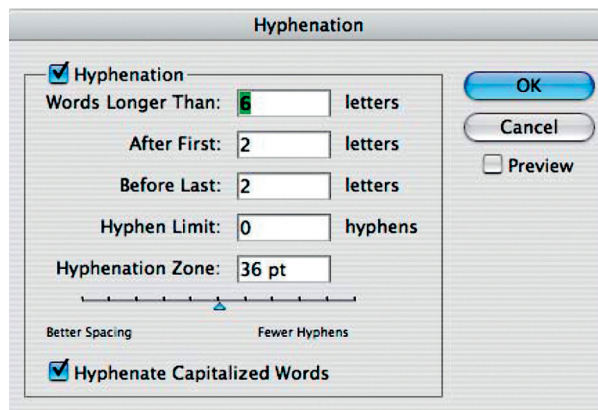 Hyphenation
Hyphenation
Words Longer Than: 6 letters
After First: 2 letters
Before Last: 2 letters
Hyphen Limit: 0 hyphens
Hyphenation Zone: 36 pt
Better Spacing Fewer Hyphens
Hyphenate Capitalized Words
OK
Cancel
Preview